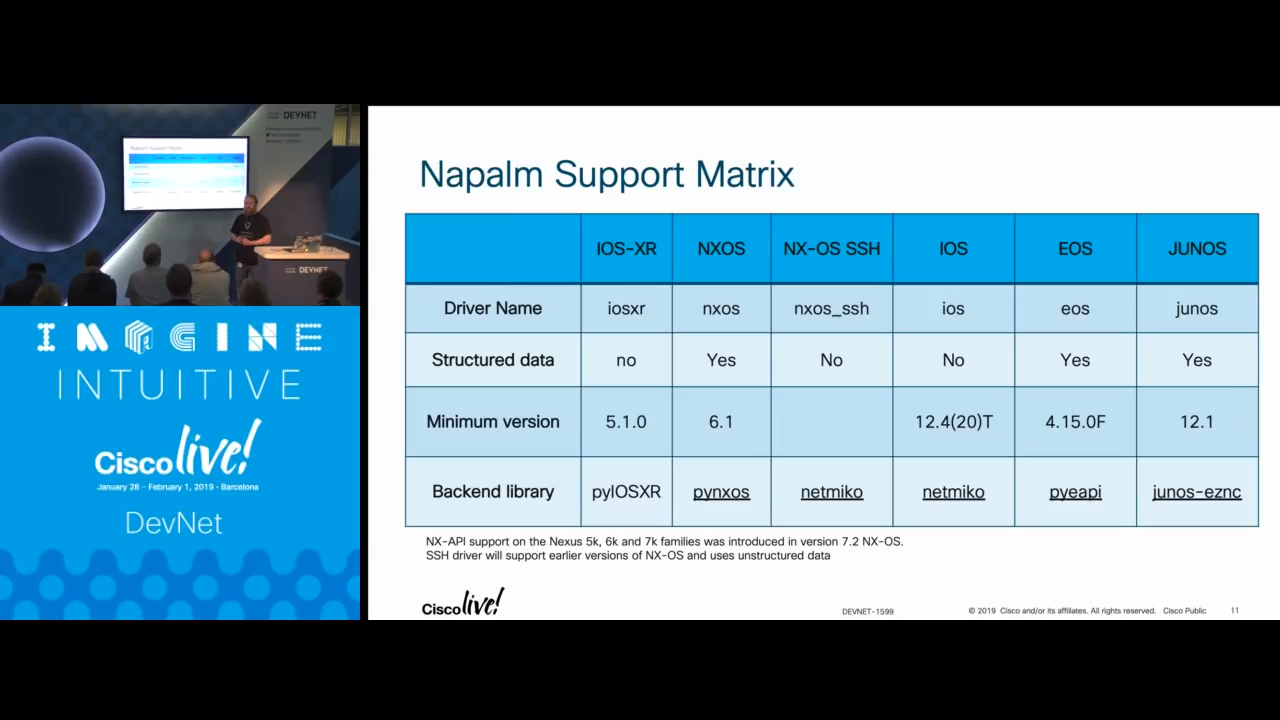 DEVNET
DEVNET
IMAGINE
INTUITIVE
Cisco live!
January 28 - February 1, 2019 • Barcelona
DevNet
Napalm Support Matrix
IOS-XR NXOS NX-OS SSH IOS EOS JUNOS
Driver Name iosxr nxos nxos_ssh ios eos junos
Structured data no Yes No No Yes Yes
Minimum version 5.1.0 6.1 12.4(20)T 4.15.0F 12.1
Backend library pyIOSXR pynxos netmiko netmiko pyeapi junos-eznc
NX-API support on the Nexus 5k, 6k and 7k families was introduced in version 7.2 NX-OS.
SSH driver will support earlier versions of NX-OS and uses unstructured data
Cisco live!
DEVNET-1599 © 2019 Cisco and/or its affiliates. All rights reserved. Cisco Public 11